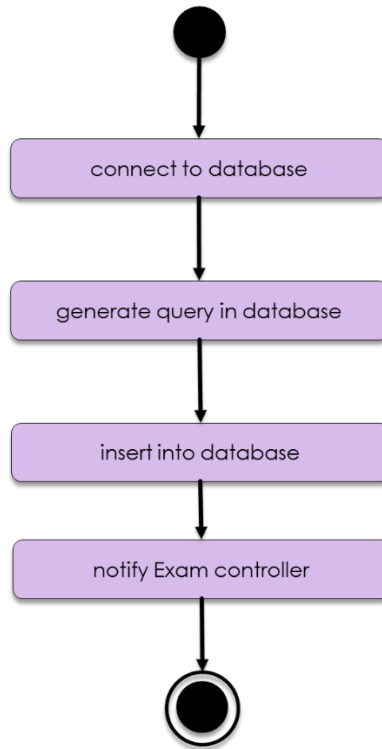 connect to database
generate query in database
insert into database
notify Exam controller